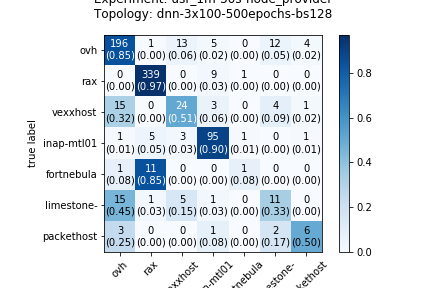 Experiment: usr_1m-30s node_provider
Topology: dnn-3x100-500epochs-bs128
ovh 196 1 13 5 0 12 4
(0.85) (0.00) (0.06) (0.02) (0.00) (0.05) (0.02)
rax 0 339 0 9 1 0 0
(0.00) (0.97) (0.00) (0.03) (0.00) (0.00) (0.00)
vexxhost 15 0 24 3 0 4 1
(0.32) (0.00) (0.51) (0.06) (0.00) (0.09) (0.02)
inap-mtl01 1 5 3 95 1 0 1
(0.01) (0.05) (0.03) (0.90) (0.01) (0.00) (0.01)
fortnebula 1 11 0 0 1 0 0
(0.08) (0.85) (0.00) (0.00) (0.08) (0.00) (0.00)
limestone- 15 1 5 1 0 11 0
(0.45) (0.03) (0.15) (0.03) (0.00) (0.33) (0.00)
packethost 3 0 0 1 0 2 6
(0.25) (0.00) (0.00) (0.08) (0.00) (0.17) (0.50)
true label
ovh
rax
exxhost
p-mtl01
tnebula
estone-
kethost
0.8
0.6
0.4
0.2
0.0